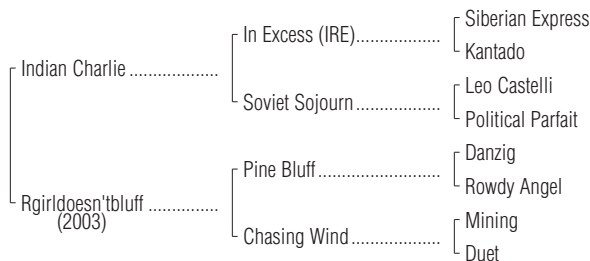 Siberian Express
In Excess (IRE)....................
Kantado
Indian Charlie ...................
Leo Castelli
Soviet Sojourn ...................
Political Parfait
Danzig
Pine Bluff...........................
Rowdy Angel
Rgirldoesn'tbluff ...............
(2003)
Mining
Chasing Wind....................
Duet